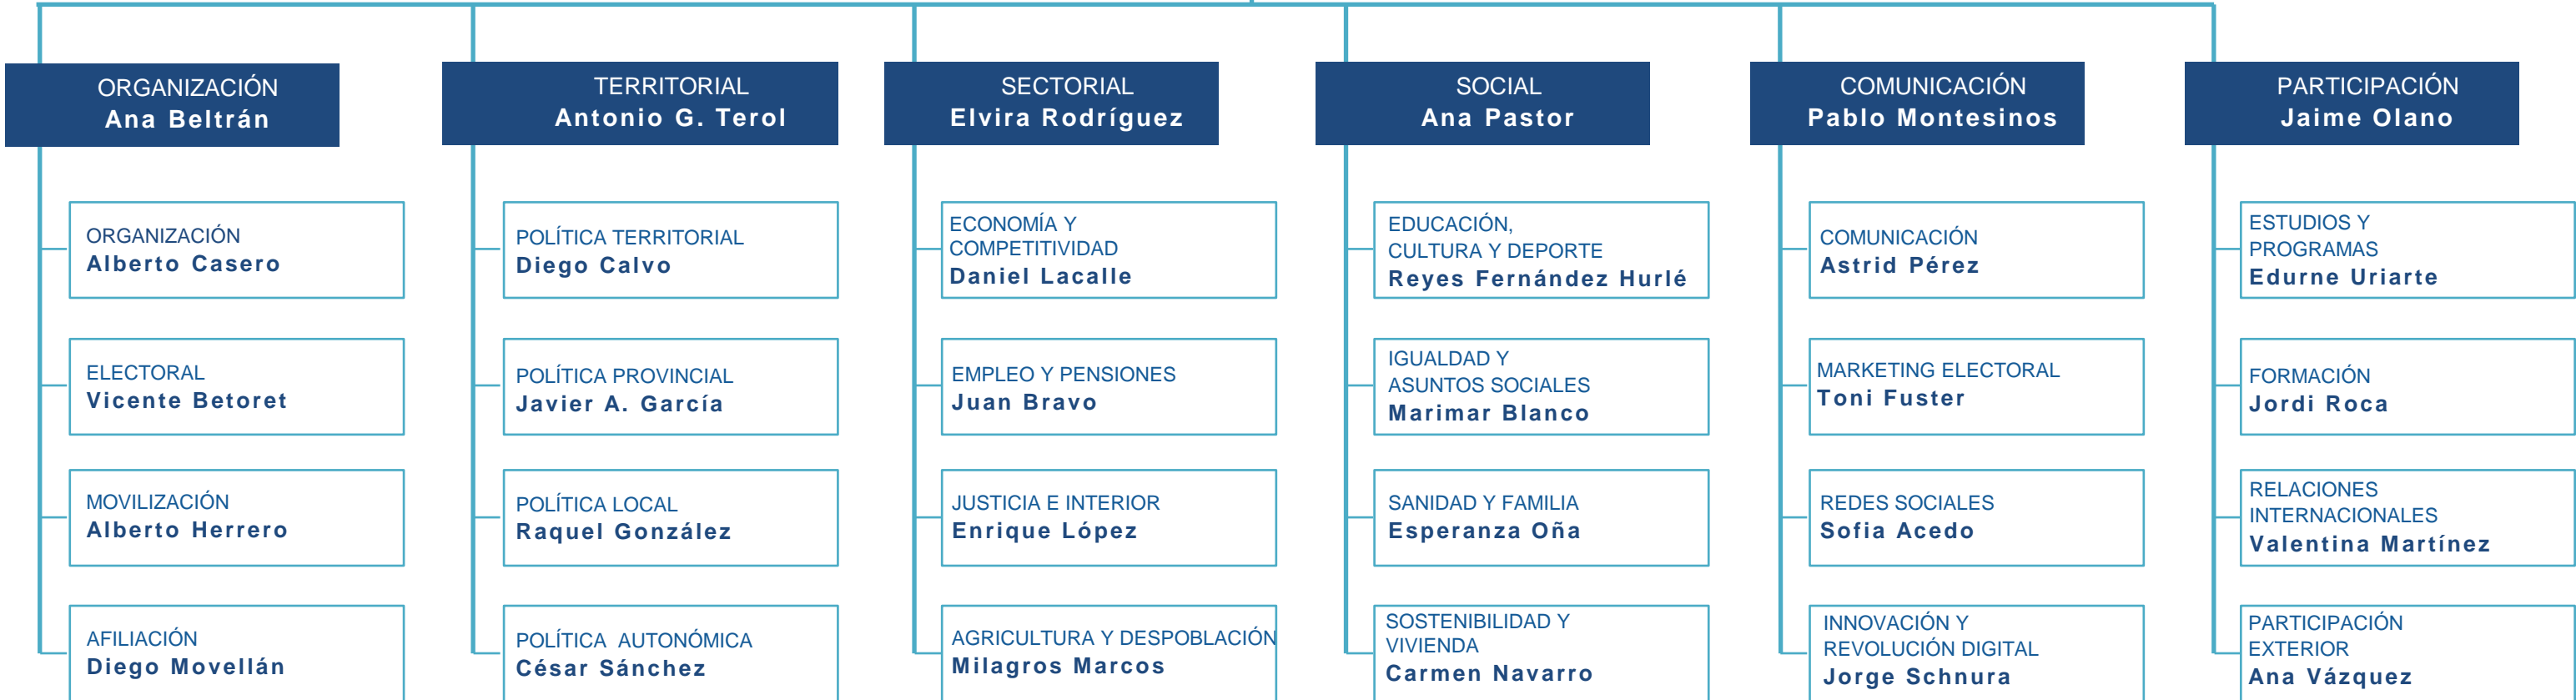 ORGANIZACIÓN
Ana Beltrán
TERRITORIAL
Antonio G. Terol
SECTORIAL
Elvira Rodríguez
SOCIAL
Ana Pastor
COMUNICACIÓN
Pablo Montesinos
PARTICIPACIÓN
Jaime Olano
ORGANIZACIÓN
Alberto Casero
POLÍTICA TERRITORIAL
Diego Calvo
ECONOMÍA Y
COMPETITIVIDAD
Daniel Lacalle
EDUCACIÓN,
CULTURA Y DEPORTE
Reyes Fernández Hurlé
COMUNICACIÓN
Astrid Pérez
ESTUDIOS Y
PROGRAMAS
Edurne Uriarte
ELECTORAL
Vicente Betoret
POLÍTICA PROVINCIAL
Javier A. García
EMPLEO Y PENSIONES
Juan Bravo
IGUALDAD Y
ASUNTOS SOCIALES
Marimar Blanco
MARKETING ELECTORAL
Toni Fuster
FORMACIÓN
Jordi Roca
MOVILIZACIÓN
Alberto Herrero
POLÍTICA LOCAL
Raquel González
JUSTICIA E INTERIOR
Enrique López
SANIDAD Y FAMILIA
Esperanza Oña
REDES SOCIALES
Sofia Acedo
RELACIONES
INTERNACIONALES
Valentina Martínez
AFILIACIÓN
Diego Movellán
POLÍTICA AUTONÓMICA
César Sánchez
AGRICULTURA Y DESPOBLACIÓN
Milagros Marcos
SOSTENIBILIDAD Y
VIVIENDA
Carmen Navarro
INNOVACIÓN Y
REVOLUCIÓN DIGITAL
Jorge Schnura
PARTICIPACIÓN
EXTERIOR
Ana Vázquez